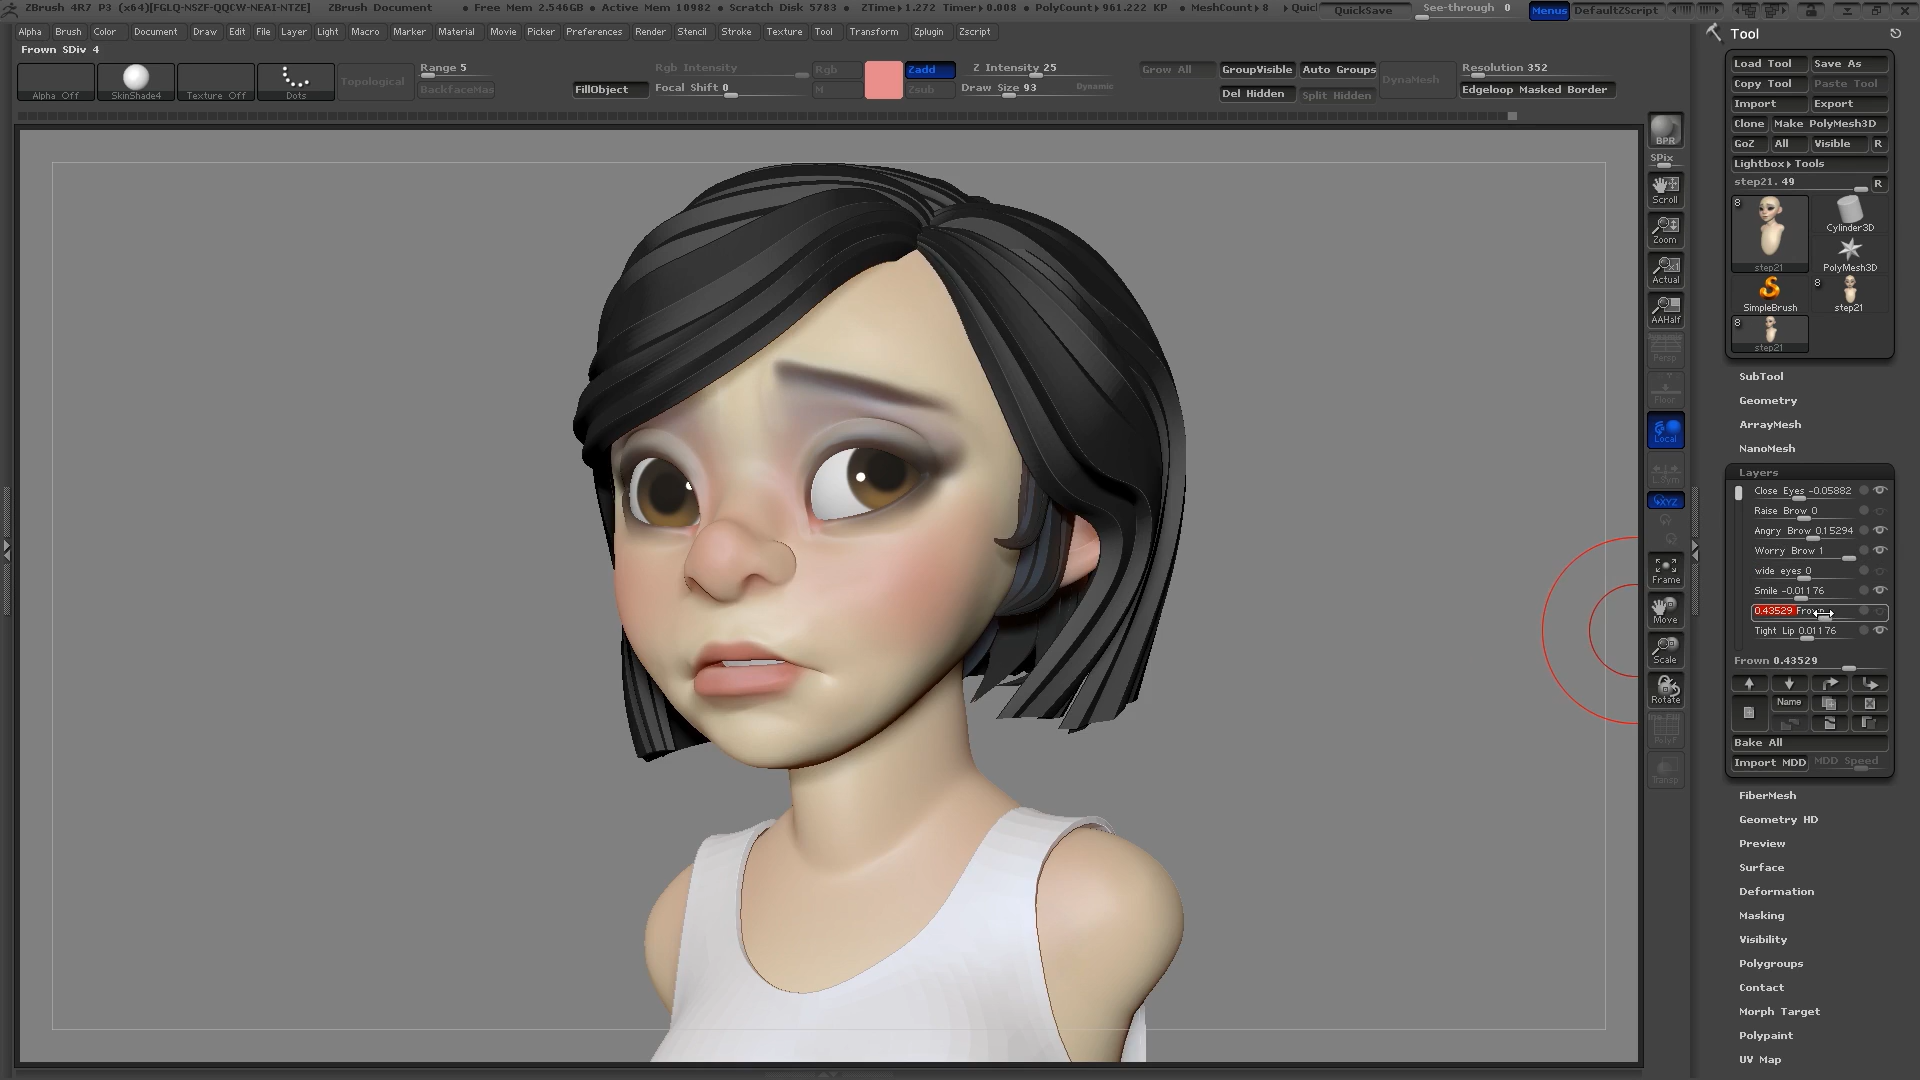 ZBrush 4R7 P3 (x64)[FGLQ-NSZF-QQCW-NEAI-NTZE] ZBrush Document • Free Mem 2.546GB • Active Mem 10982 • Scratch Disk 5783 • ZTime▸1.272 Timer▸0.008 • PolyCount▸961.222 KP • MeshCount▸8 • Quic QuickSave See-through 0 Menus DefaultZScript
Alpha Brush Color Document Draw Edit File Layer Light Macro Marker Material Movie Picker Preferences Render Stencil Stroke Texture Tool Transform Zplugin Zscript
Frown SDiv 4
Alpha Off
SkinShade4
Texture Off
Dots
Topological
Range 5
BackfaceMas
FillObject
Rgb Intensity
Focal Shift 0
Rgb
M
Zadd
Zsub
Z Intensity 25
Draw Size 93
Dynamic
Grow All
GroupVisible
Auto Groups
Del Hidden
Split Hidden
DynaMesh
Resolution 352
Edgeloop Masked Border
BPR
SPix
Scroll
Zoom
Actual
AAHalf
Persp
Floor
Local
L.Sym
XYZ
Frame
Move
Scale
Rotate
PolyF
Transp
Tool
Load Tool Save As
Copy Tool Paste Tool
Import Export
Clone Make PolyMesh3D
GoZ All Visible R
Lightbox▸Tools
step21. 49 R
8
step21
Cylinder3D
PolyMesh3D
SimpleBrush
8
step21
8
step21
SubTool
Geometry
ArrayMesh
NanoMesh
Layers
Close Eyes -0.05882
Raise Brow 0
Angry Brow 0.15294
Worry Brow 1
wide eyes 0
Smile -0.01176
0.43529
Tight Lip 0.01176
Frown 0.43529
Name
Bake All
Import MDD MDD Speed
FiberMesh
Geometry HD
Preview
Surface
Deformation
Masking
Visibility
Polygroups
Contact
Morph Target
Polypaint
UV Map